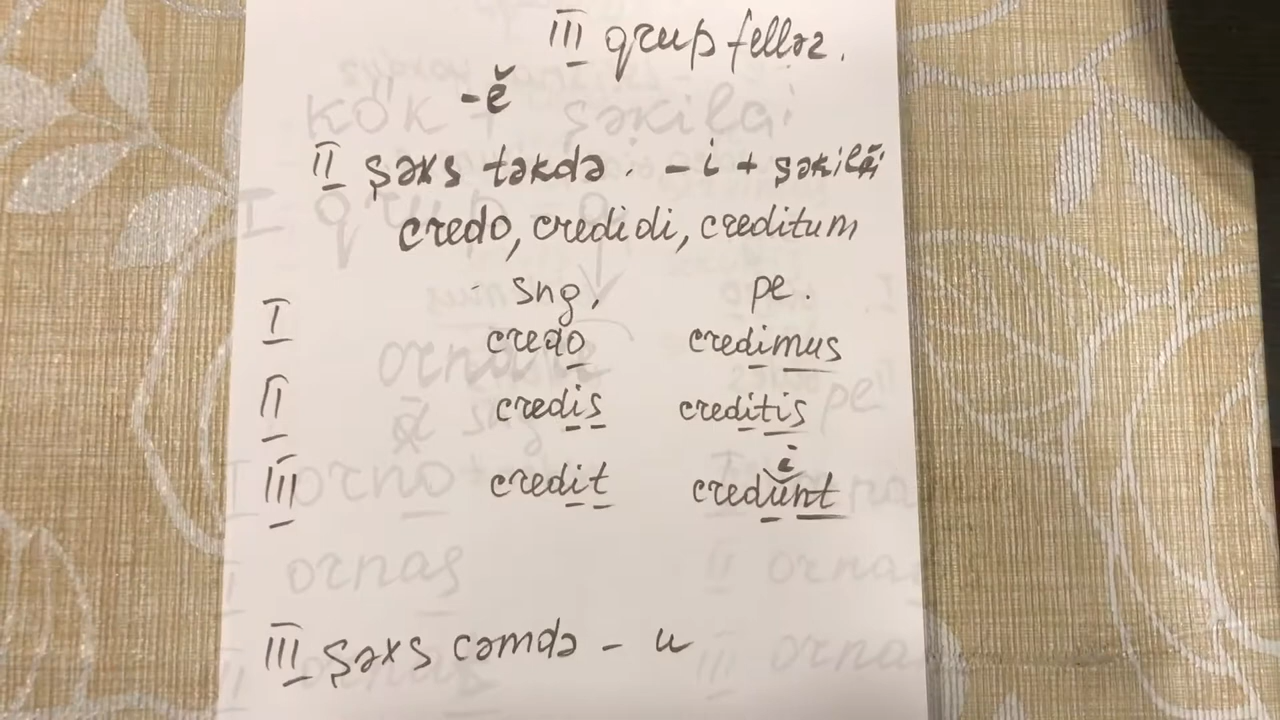 III qrup fellər.
-ĕ
II şəxs təkdə. - i + şəkilçi
credo, credidi, creditum
sng, pe.
I credo credimus
II credis creditis
i
III credit credunt
III şəxs cəmdə - u